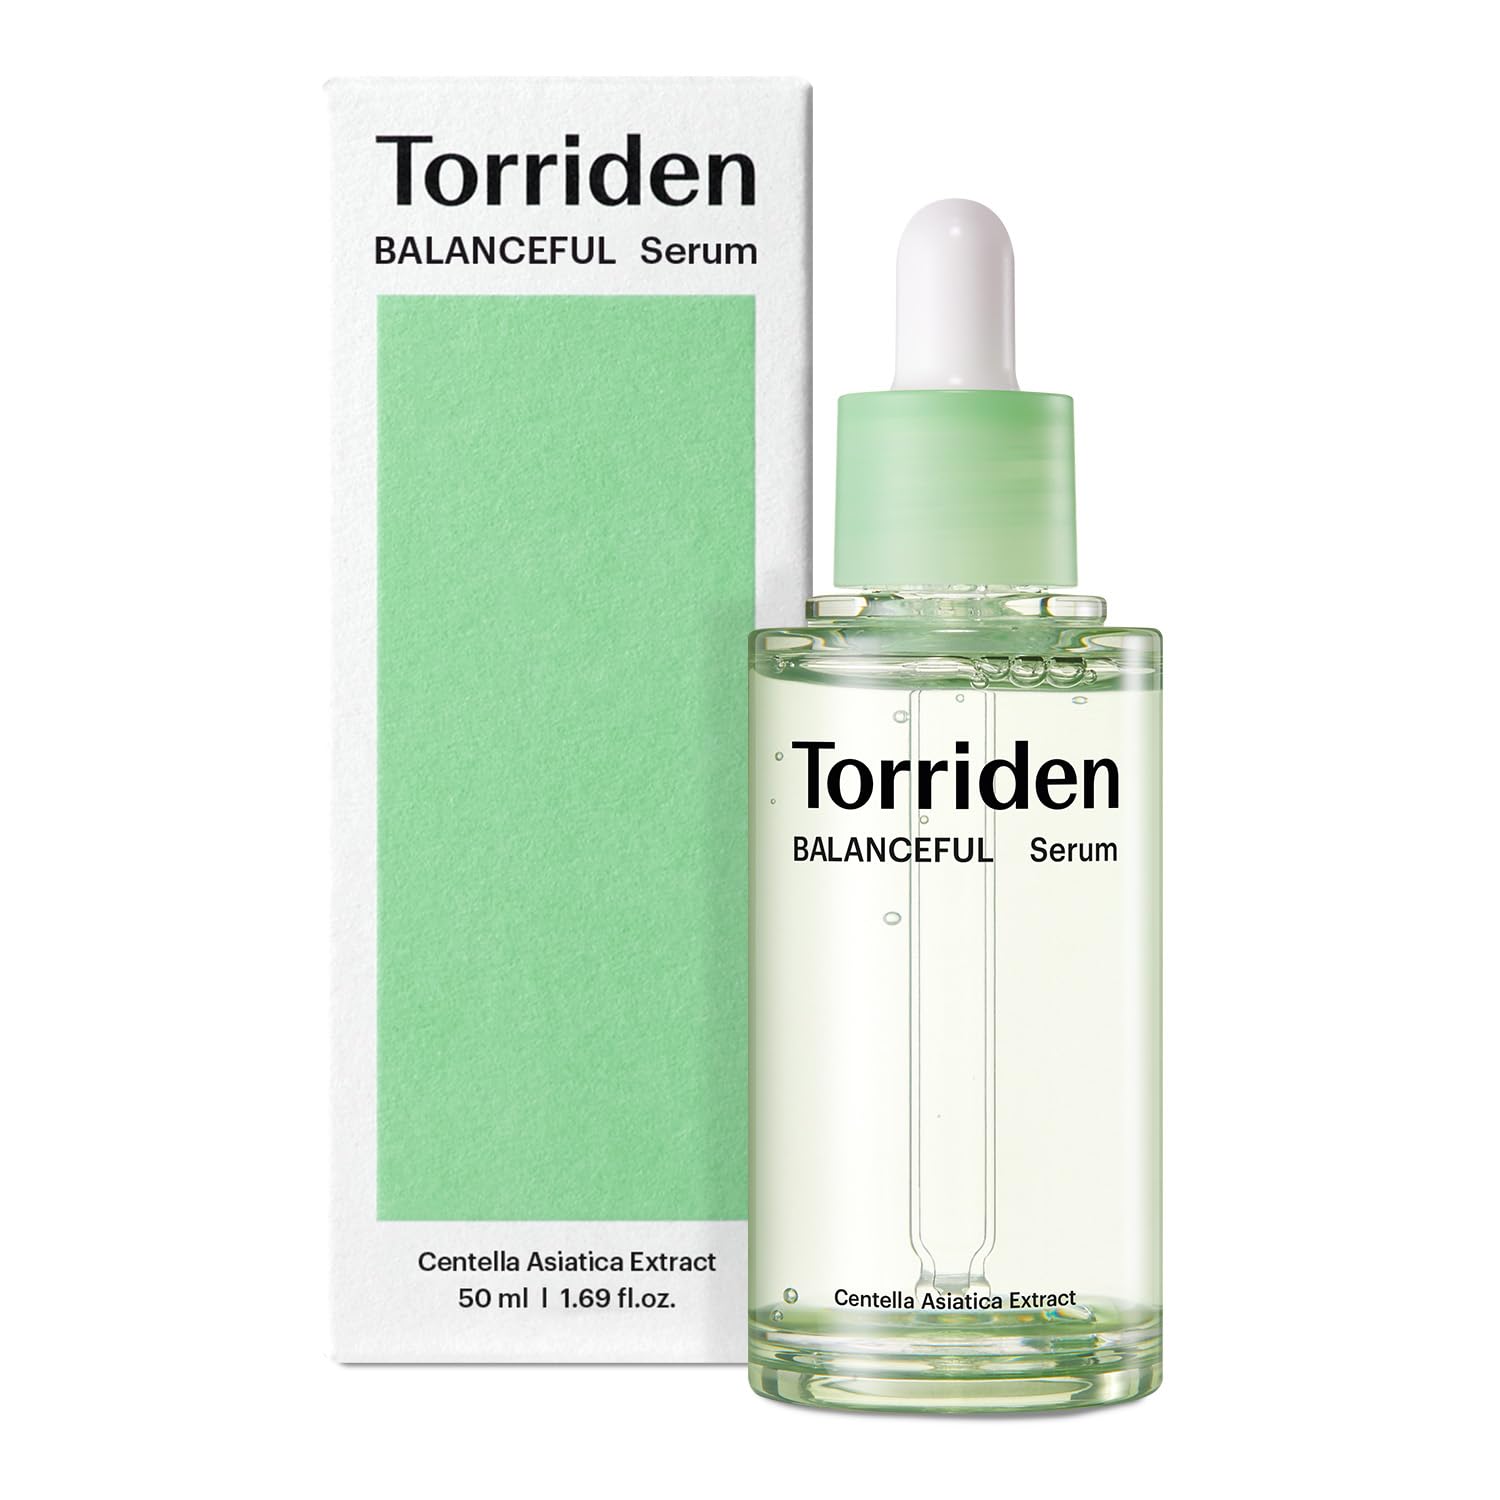 Torriden
BALANCEFUL Serum
Centella Asiatica Extract
50 ml | 1.69 fl.oz.
Torriden
BALANCEFUL Serum
Centella Asiatica Extract